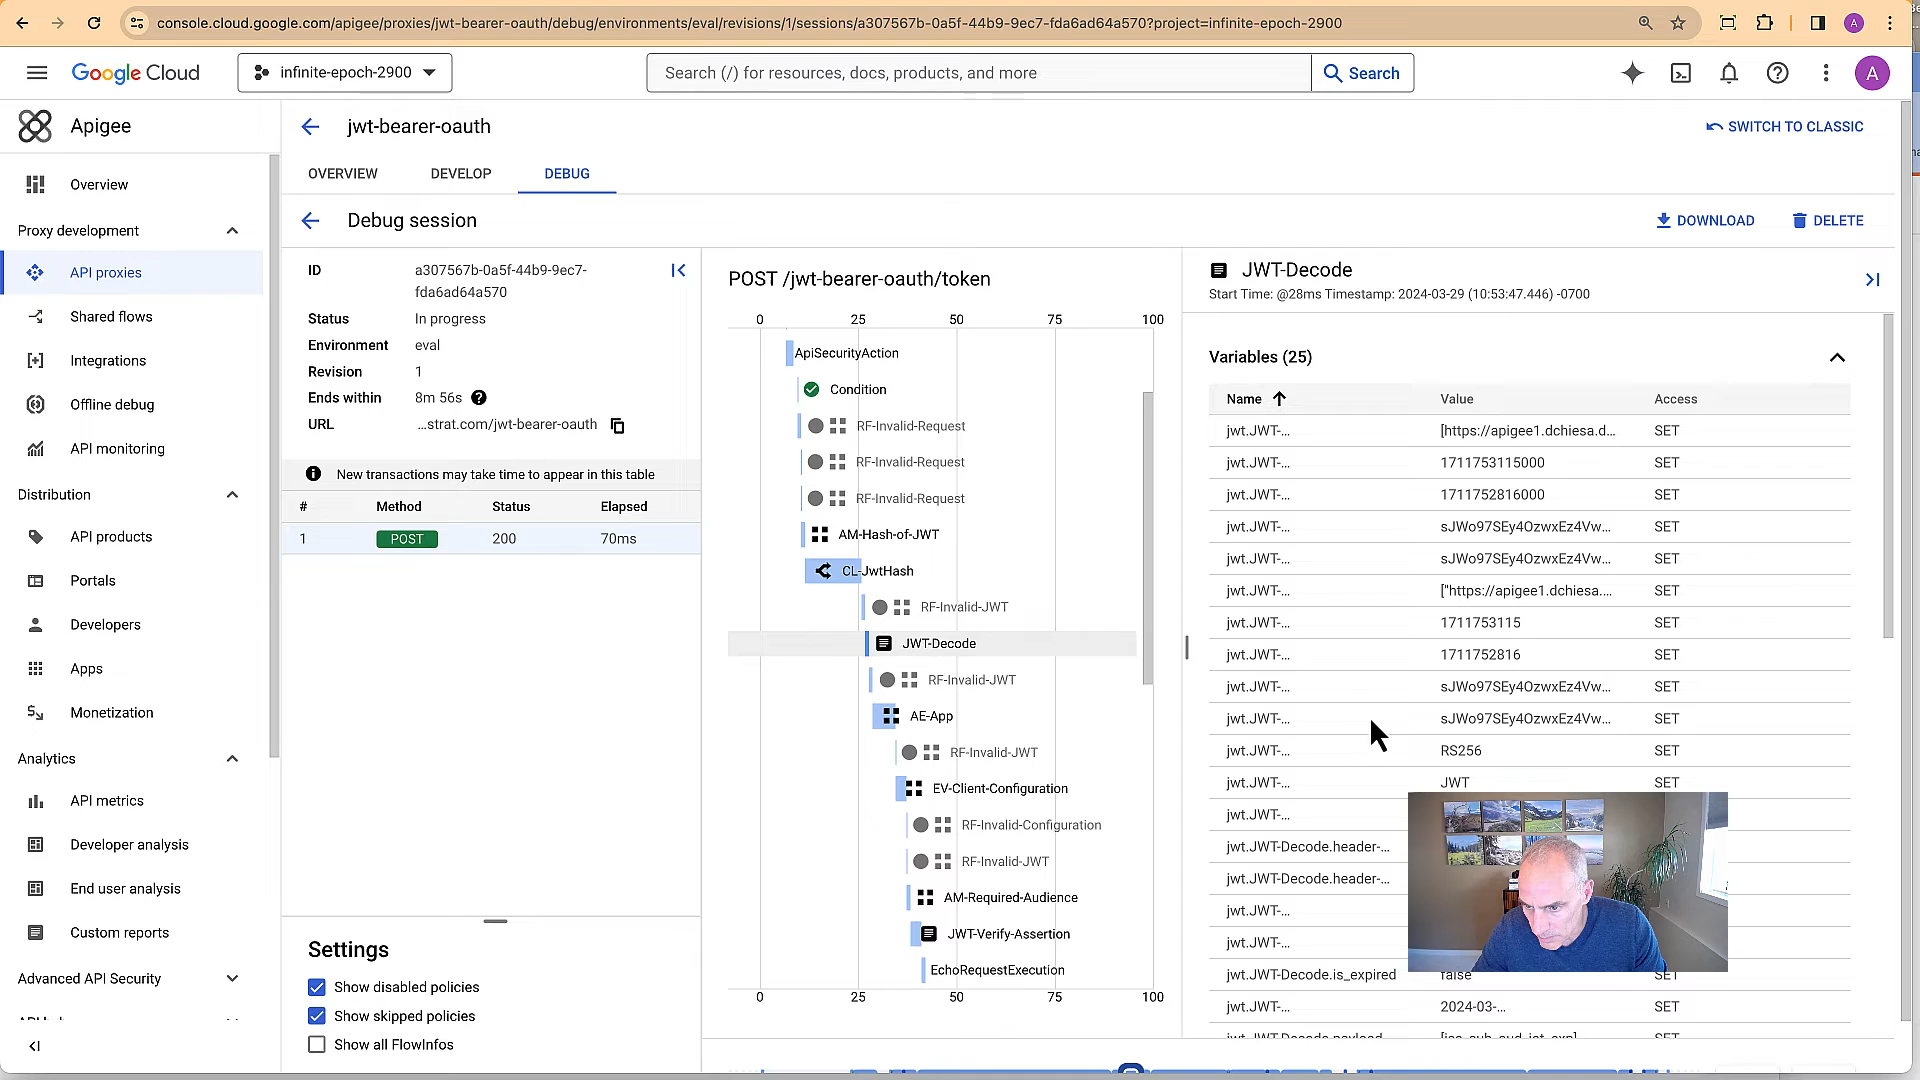 console.cloud.google.com/apigee/proxies/jwt-bearer-oauth/debug/environments/eval/revisions/1/sessions/a307567b-0a5f-44b9-9ec7-fda6ad64a570?project=infinite-epoch-2900
A
Google Cloud
infinite-epoch-2900
Search (/) for resources, docs, products, and more
Search
A
Apigee
Overview
Proxy development
API proxies
Shared flows
Integrations
Offline debug
API monitoring
Distribution
API products
Portals
Developers
Apps
Monetization
Analytics
API metrics
Developer analysis
End user analysis
Custom reports
Advanced API Security
jwt-bearer-oauth
SWITCH TO CLASSIC
OVERVIEW DEVELOP DEBUG
Debug session
DOWNLOAD DELETE
ID a307567b-0a5f-44b9-9ec7-
fda6ad64a570
Status In progress
Environment eval
Revision 1
Ends within 8m 56s
URL ...strat.com/jwt-bearer-oauth
New transactions may take time to appear in this table
# Method Status Elapsed
1 POST 200 70ms
Settings
Show disabled policies
Show skipped policies
Show all FlowInfos
POST /jwt-bearer-oauth/token
0 25 50 75 100
ApiSecurityAction
Condition
RF-Invalid-Request
RF-Invalid-Request
RF-Invalid-Request
AM-Hash-of-JWT
CL-JwtHash
RF-Invalid-JWT
JWT-Decode
RF-Invalid-JWT
AE-App
RF-Invalid-JWT
EV-Client-Configuration
RF-Invalid-Configuration
RF-Invalid-JWT
AM-Required-Audience
JWT-Verify-Assertion
EchoRequestExecution
0 25 50 75 100
JWT-Decode
Start Time: @28ms Timestamp: 2024-03-29 (10:53:47.446) -0700
Variables (25)
Name Value Access
jwt.JWT-... [https://apigee1.dchiesa.d... SET
jwt.JWT-... 1711753115000 SET
jwt.JWT-... 1711752816000 SET
jwt.JWT-... sJWo97SEy4OzwxEz4Vw... SET
jwt.JWT-... sJWo97SEy4OzwxEz4Vw... SET
jwt.JWT-... ["https://apigee1.dchiesa.... SET
jwt.JWT-... 1711753115 SET
jwt.JWT-... 1711752816 SET
jwt.JWT-... sJWo97SEy4OzwxEz4Vw... SET
jwt.JWT-... sJWo97SEy4OzwxEz4Vw... SET
jwt.JWT-... RS256 SET
jwt.JWT-... JWT SET
jwt.JWT-...
jwt.JWT-Decode.header-...
jwt.JWT-Decode.header-...
jwt.JWT-...
jwt.JWT-...
jwt.JWT-Decode.is_expired false SET
jwt.JWT-... 2024-03-... SET